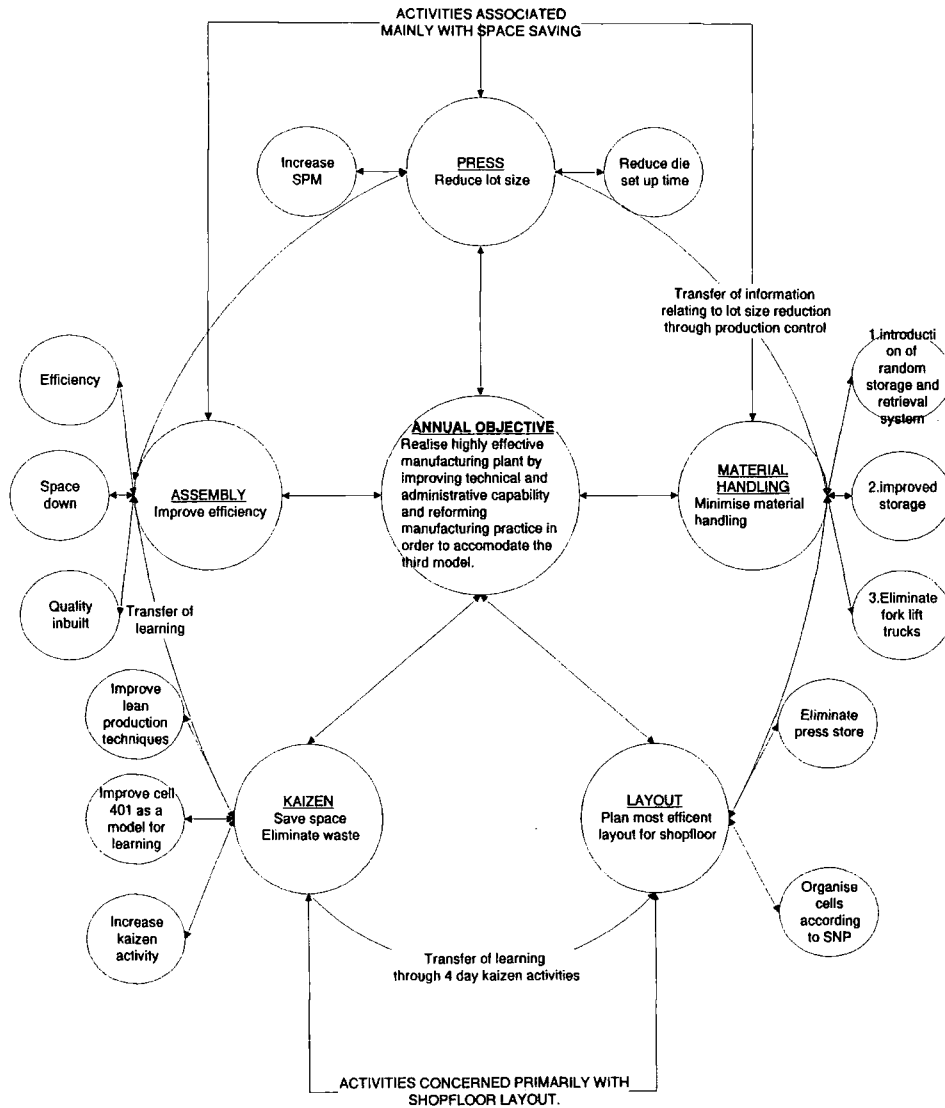 ACTIVITIES ASSOCIATED
MAINLY WITH SPACE SAVING
Increase
SPM
PRESS
Reduce lot size
Reduce die
set up time
Transfer of information
relating to lot size reduction
through production control
Efficiency
Space
down
Quality
inbuilt
ASSEMBLY
Improve efficiency
ANNUAL OBJECTIVE
Realise highly effective
manufacturing plant by
improving technical and
administrative capability
and reforming
manufacturing practice in
order to accomodate the
third model.
MATERIAL
HANDLING
Minimise material
handling
1.introducti
on of
random
storage and
retrieval
system
2.improved
storage
3.Eliminate
fork lift
trucks
Transfer of
learning
Improve
lean
production
techniques
Improve cell
401 as a
model for
learning
Increase
kaizen
activity
KAIZEN
Save space
Eliminate waste
LAYOUT
Plan most efficent
layout for shopfloor
Eliminate
press store
Organise
cells
according
to SNP
Transfer of learning
through 4 day kaizen activities
ACTIVITIES CONCERNED PRIMARILY WITH
SHOPFLOOR LAYOUT.